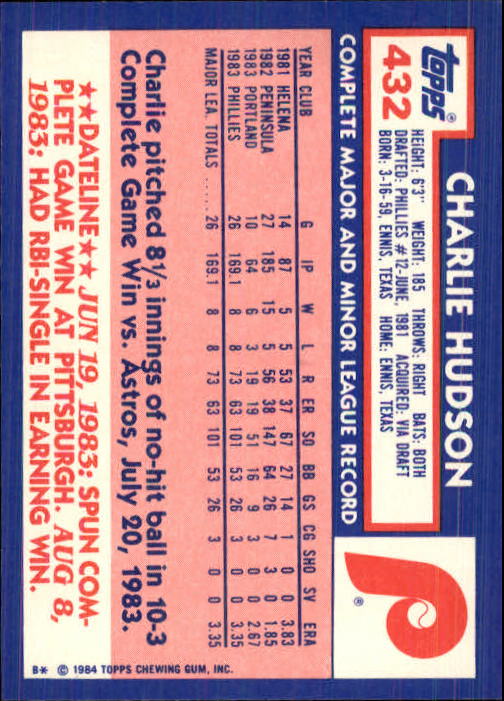 topps®
432
CHARLIE HUDSON
HEIGHT: 6'3" WEIGHT: 185 THROWS: RIGHT BATS: BOTH
DRAFTED: PHILLIES #12-JUNE, 1981 ACQUIRED: VIA DRAFT
BORN: 3-16-59, ENNIS, TEXAS HOME: ENNIS, TEXAS
P®
COMPLETE MAJOR AND MINOR LEAGUE RECORD
YEAR CLUB G IP W L R ER SO BB GS CG SHO SV ERA
1981 HELENA 14 87 5 5 53 37 67 27 14 1 0 0 3.83
1982 PENINSULA 27 185 15 5 56 38 147 64 26 7 3 0 1.85
1983 PORTLAND 10 64 6 3 19 19 51 16 9 3 0 0 2.67
1983 PHILLIES 26 169.1 8 8 73 63 101 53 26 3 0 0 3.35
MAJOR LEA. TOTALS ...... 26 169.1 8 8 73 63 101 53 26 3 0 0 3.35
Charlie pitched 8⅓ innings of no-hit ball in 10-3
Complete Game Win vs. Astros, July 20, 1983.
★★DATELINE★★ JUN 19, 1983: SPUN COM-
PLETE GAME WIN AT PITTSBURGH. AUG 8,
1983: HAD RBI-SINGLE IN EARNING WIN.
B* © 1984 TOPPS CHEWING GUM, INC.